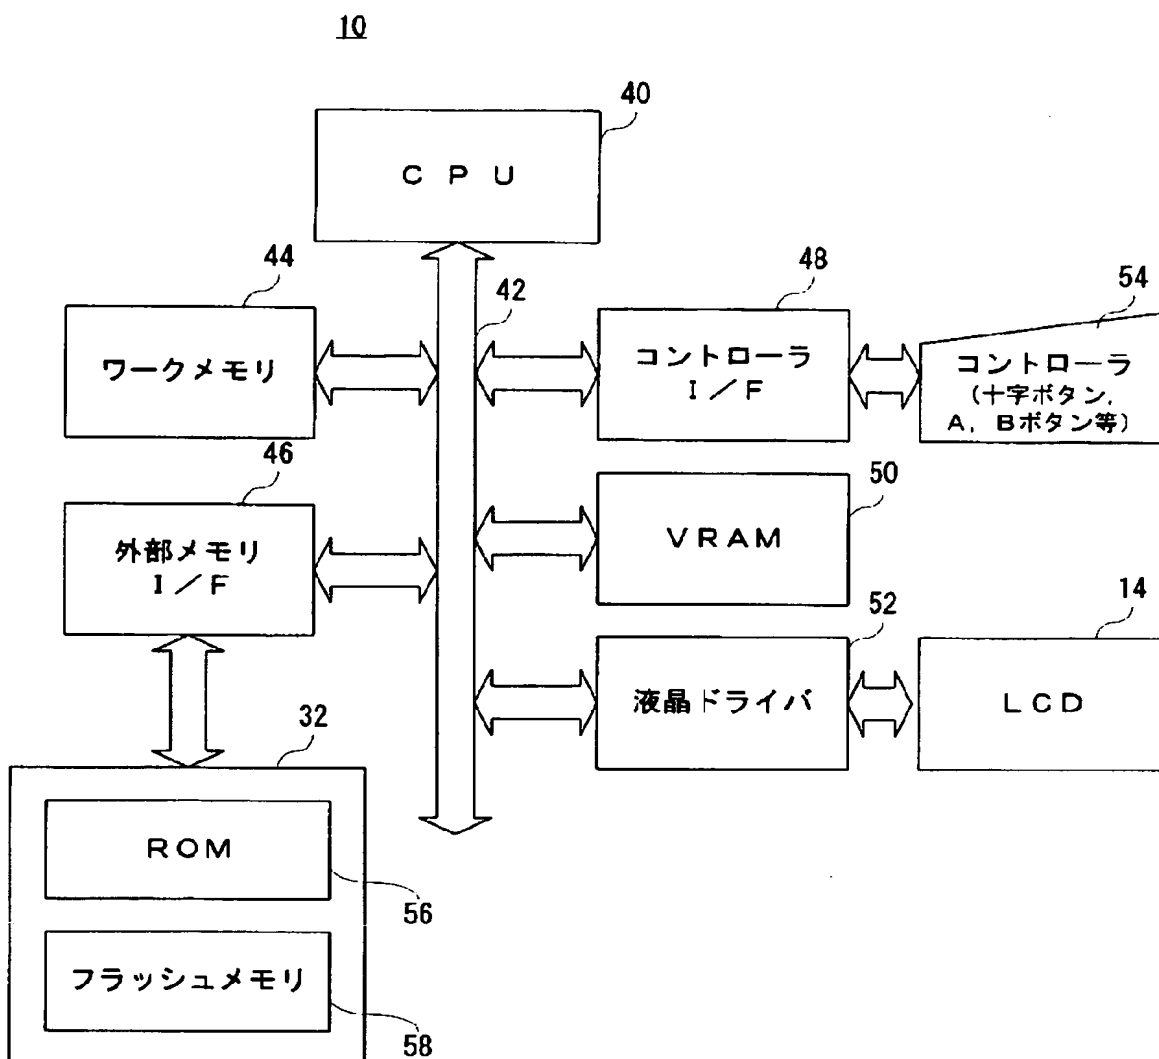 10
40
CPU
44
ワークメモリ
42
48
コントローラ
I/F
54
コントローラ
(十字ボタン,
A, Bボタン等)
46
外部メモリ
I/F
50
VRAM
52
液晶ドライバ
14
LCD
32
ROM
56
フラッシュメモリ
58